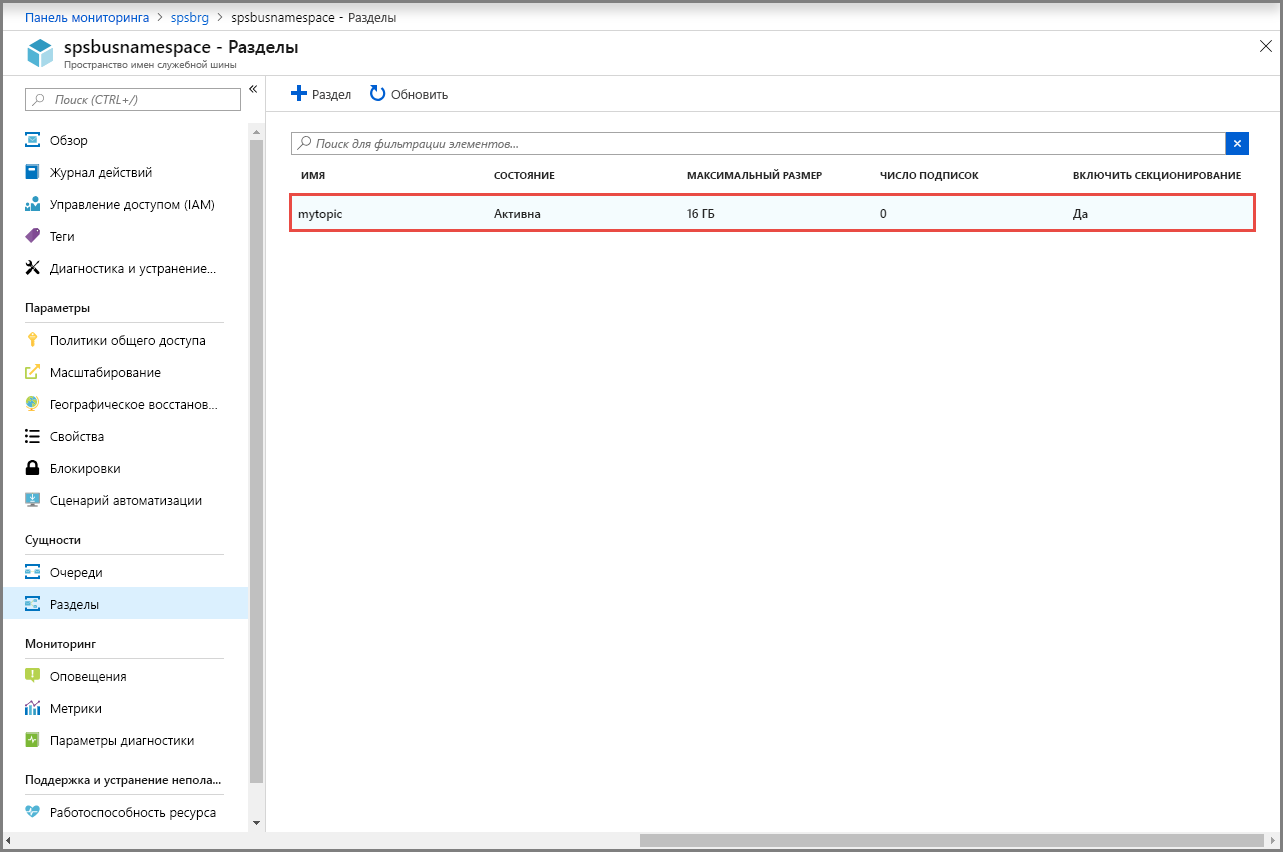 Панель мониторинга > spsbrg > spsbusnamespace - Разделы
spsbusnamespace - Разделы
Пространство имен служебной шины
Поиск (CTRL+/)
Обзор
Журнал действий
Управление доступом (IAM)
Теги
Диагностика и устранение...
Параметры
Политики общего доступа
Масштабирование
Географическое восстанов...
Свойства
Блокировки
Сценарий автоматизации
Сущности
Очереди
Разделы
Мониторинг
Оповещения
Метрики
Параметры диагностики
Поддержка и устранение непола...
Работоспособность ресурса
Раздел Обновить
Поиск для фильтрации элементов...
ИМЯ СОСТОЯНИЕ МАКСИМАЛЬНЫЙ РАЗМЕР ЧИСЛО ПОДПИСОК ВКЛЮЧИТЬ СЕКЦИОНИРОВАНИЕ
mytopic Активна 16 ГБ 0 Да